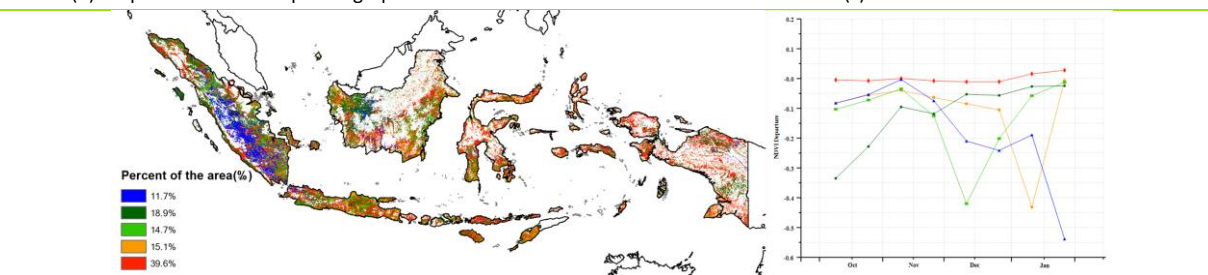 Percent of the area(%)
11.7%
18.9%
14.7%
15.1%
39.6%
0.2
0.1
-0.0
-0.1
-0.2
-0.3
-0.4
-0.5
-0.6
NDVI Departure
Oct
Nov
Dec
Jan